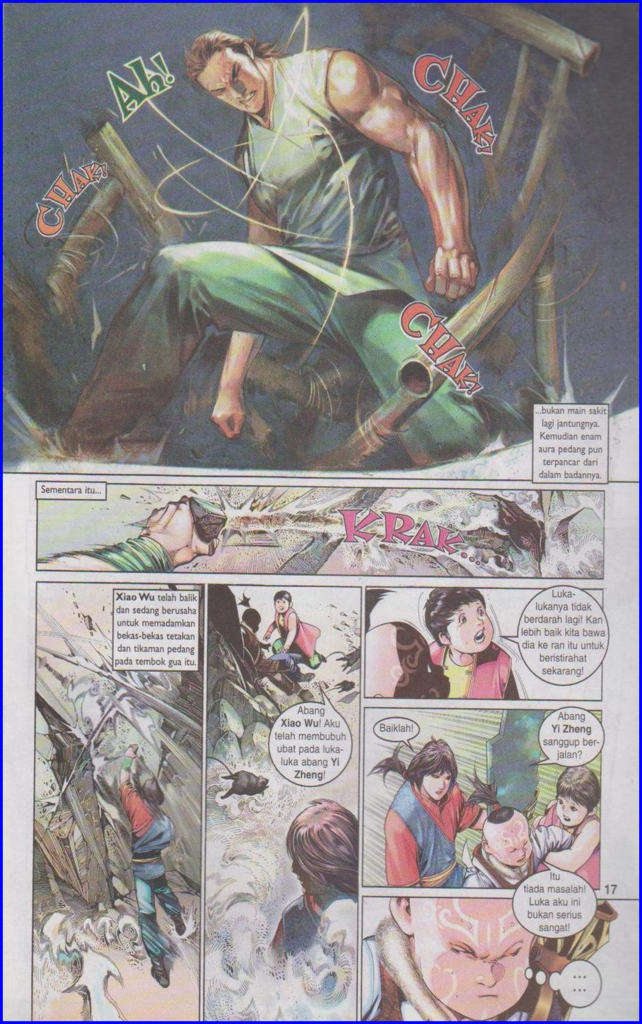 AH!
CHAK!
CHAK!
CHAK!
...bukan main sakit
lagi jantungnya.
Kemudian enam
aura pedang pun
terpancar dari
dalam badannya.
Sementara itu...
KRAK...
Xiao Wu telah balik
dan sedang berusaha
untuk memadamkan
bekas-bekas tetakan
dan tikaman pedang
pada tembok gua itu.
Abang
Xiao Wu! Aku
telah membubuh
ubat pada luka-
luka abang Yi
Zheng!
Luka-
lukanya tidak
berdarah lagi! Kan
lebih baik kita bawa
dia ke ran itu untuk
beristirahat
sekarang!
Baiklah!
Abang
Yi Zheng
sanggup ber-
jalan?
Itu
tiada masalah!
Luka aku ini
bukan serius
sangat!
...
...
17